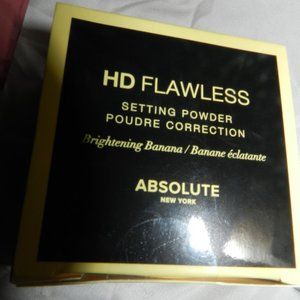 HD FLAWLESS
SETTING POWDER
POUDRE CORRECTION
Brightening Banana / Banane éclatante
ABSOLUTE
NEW YORK